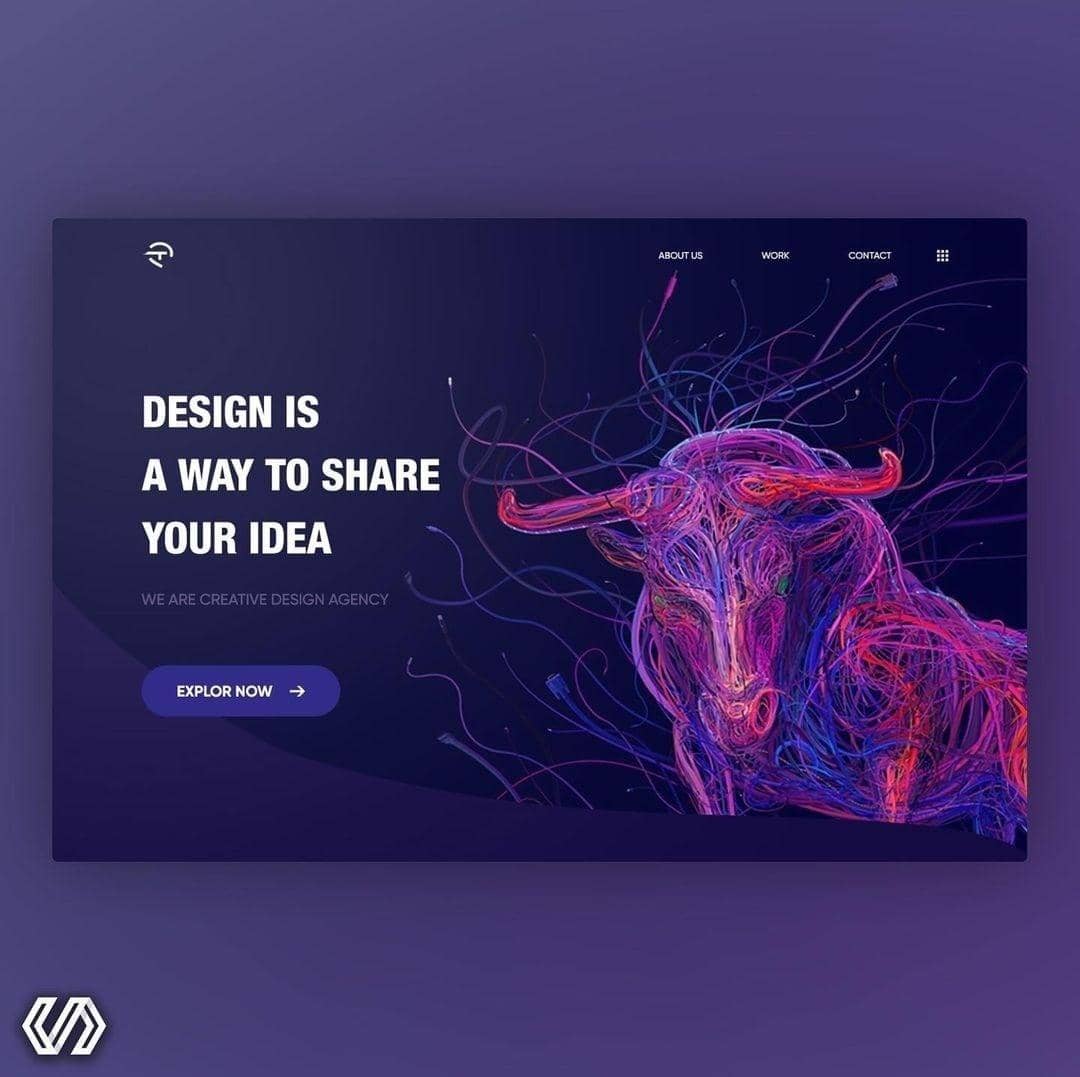 ABOUT US
WORK
CONTACT
DESIGN IS
A WAY TO SHARE
YOUR IDEA
WE ARE CREATIVE DESIGN AGENCY
EXPLOR NOW